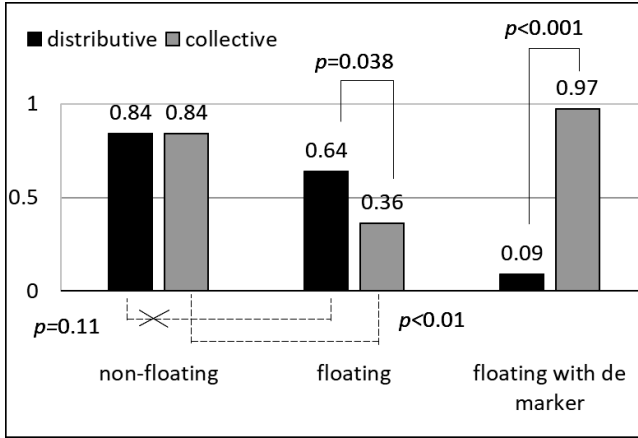 distributive collective
p<0.001
p=0.038
0.97
1
0.84 0.84
0.64
0.5
0.36
0.09
0
p=0.11
p<0.01
non-floating floating floating with de
marker